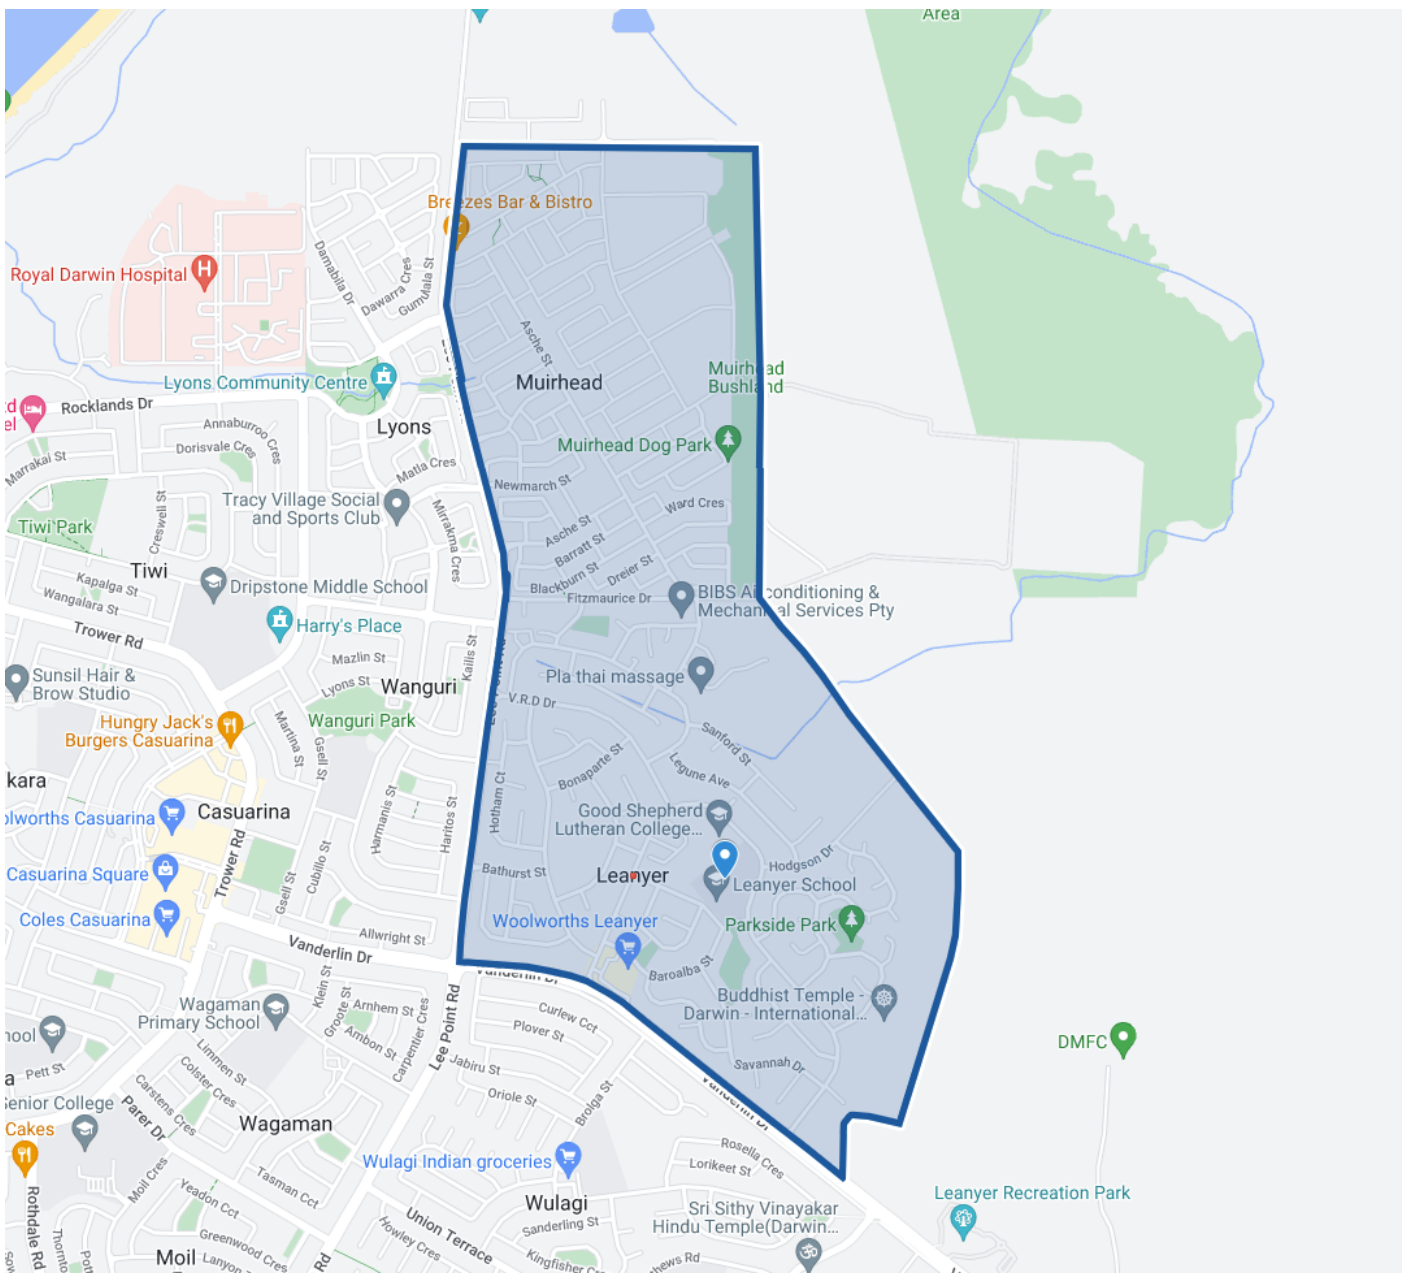 Area
Breezes Bar & Bistro
Royal Darwin Hospital
H
Damabila Dr
Dawarra Cres
Gumulala St
Asche St
Muirhead
Muirhead
Bushland
Lyons Community Centre
Rocklands Dr
Lyons
Annaburroo Cres
Dorisvale Cres
Marrakai St
Matla Cres
Muirhead Dog Park
Newmarch St
Ward Cres
Tracy Village Social
and Sports Club
Mirrakma Cres
Creswell St
Tiwi Park
Asche St
Barratt St
Tiwi
Dripstone Middle School
Kapalga St
Wangalara St
Blackburn St
Dreier St
Fitzmaurice Dr
BIBS Airconditioning &
Mechanical Services Pty
Trower Rd
Harry's Place
Mazlin St
Kailis St
Sunsil Hair &
Brow Studio
Lyons St
Wanguri
Pla thai massage
V.R.D Dr
Wanguri Park
Hungry Jack's
Burgers Casuarina
Martina St
Gsell St
Sanford St
Bonaparte St
Legune Ave
kara
Casuarina
olworths Casuarina
Harmanis St
Haritos St
Hotham Ct
Good Shepherd
Lutheran College...
Trower Rd
Cubillo St
Hodgson Dr
Casuarina Square
Gsell St
Bathurst St
Leanyer
Leanyer School
Coles Casuarina
Woolworths Leanyer
Parkside Park
Allwright St
Vanderlin Dr
Vanderlin Dr
Baroalba St
Klein St
Lee Point Rd
Wagaman
Primary School
Groote St
Arnhem St
Carpentier Cres
Curlew Cct
Buddhist Temple -
Darwin - International...
Plover St
Ambon St
Limmen St
Jabiru St
DMFC
Pett St
Colster Cres
Oriole St
Savannah Dr
Vanderlin Dr
Carstens Cres
Brolga St
Senior College
Cakes
Parer Dr
Wagaman
Rosella Cres
Wulagi Indian groceries
Lorikeet St
Moil Cres
Tasman Cct
Rothdale Rd
Yeadon Cct
Wulagi
Leanyer Recreation Park
Sri Sithy Vinayakar
Hindu Temple(Darwin...
Union Terrace
Sanderling St
Howley Cres
Greenwood Cres
Moil
Kingfisher
Rd